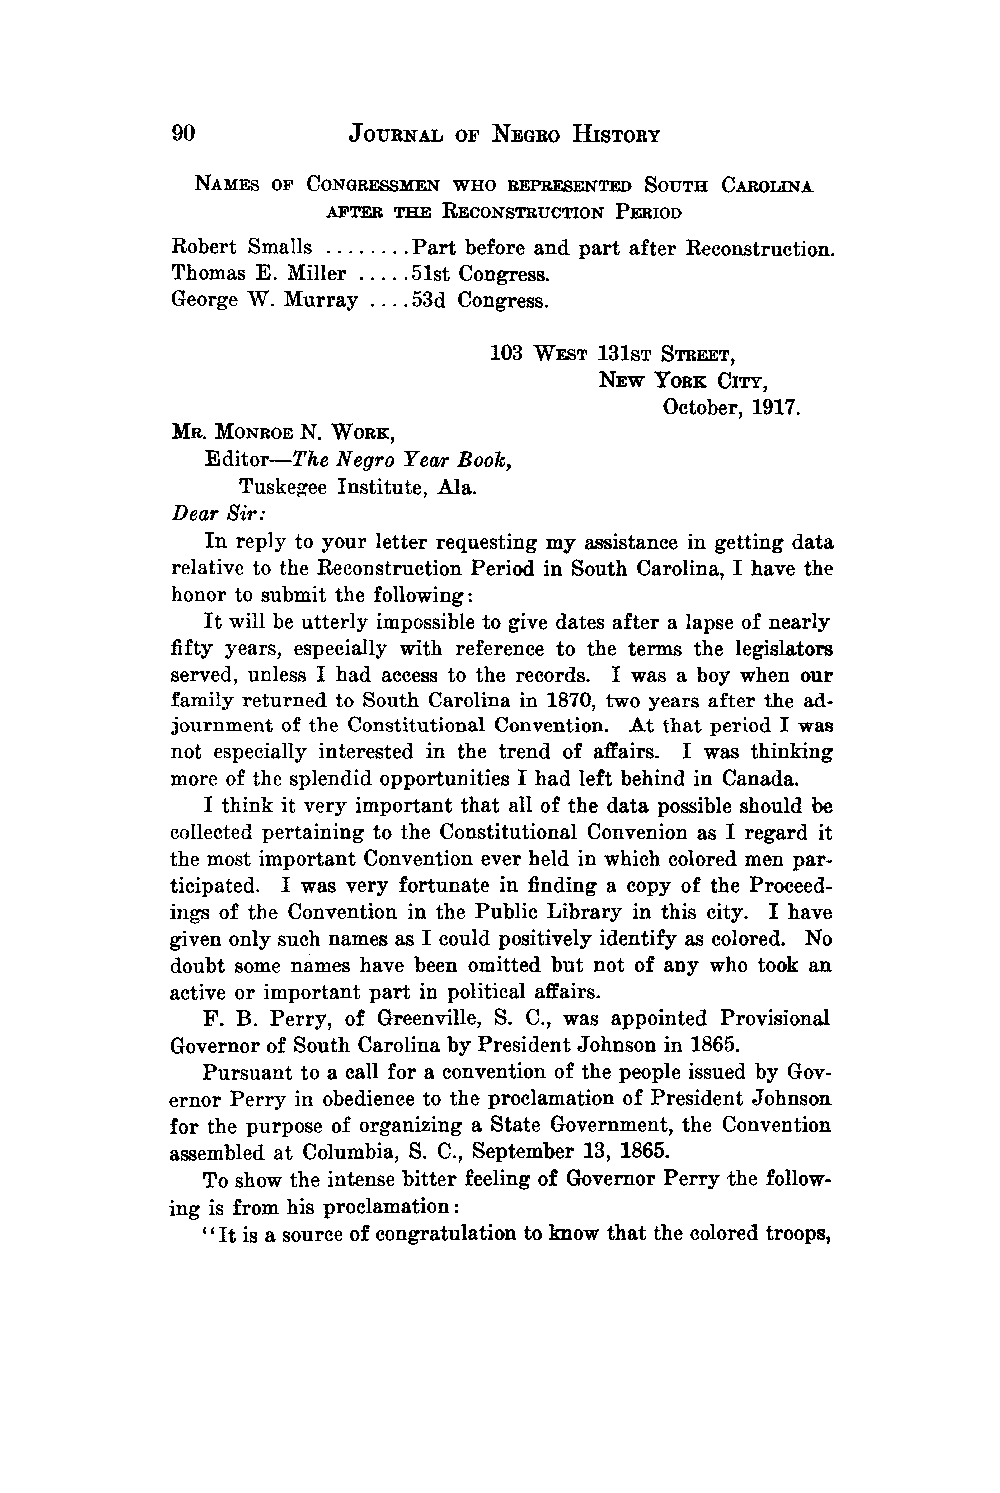 90 JOURNAL OF NEGRO HISTORY
NAMES OF CONGRESSMEN WHO REPRESENTED SOUTH CAROLINA
AFTER THE RECONSTRUCTION PERIOD
Robert Smalls ........Part before and part after Reconstruction.
Thomas E. Miller .....51st Congress.
George W. Murray ....53d Congress.
103 WEST 131ST STREET,
NEW YORK CITY,
October, 1917.
MR. MONROE N. WORK,
Editor—The Negro Year Book,
Tuskegee Institute, Ala.
Dear Sir:
In reply to your letter requesting my assistance in getting data
relative to the Reconstruction Period in South Carolina, I have the
honor to submit the following:
It will be utterly impossible to give dates after a lapse of nearly
fifty years, especially with reference to the terms the legislators
served, unless I had access to the records. I was a boy when our
family returned to South Carolina in 1870, two years after the ad-
journment of the Constitutional Convention. At that period I was
not especially interested in the trend of affairs. I was thinking
more of the splendid opportunities I had left behind in Canada.
I think it very important that all of the data possible should be
collected pertaining to the Constitutional Convenion as I regard it
the most important Convention ever held in which colored men par-
ticipated. I was very fortunate in finding a copy of the Proceed-
ings of the Convention in the Public Library in this city. I have
given only such names as I could positively identify as colored. No
doubt some names have been omitted but not of any who took an
active or important part in political affairs.
F. B. Perry, of Greenville, S. C., was appointed Provisional
Governor of South Carolina by President Johnson in 1865.
Pursuant to a call for a convention of the people issued by Gov-
ernor Perry in obedience to the proclamation of President Johnson
for the purpose of organizing a State Government, the Convention
assembled at Columbia, S. C., September 13, 1865.
To show the intense bitter feeling of Governor Perry the follow-
ing is from his proclamation:
"It is a source of congratulation to know that the colored troops,